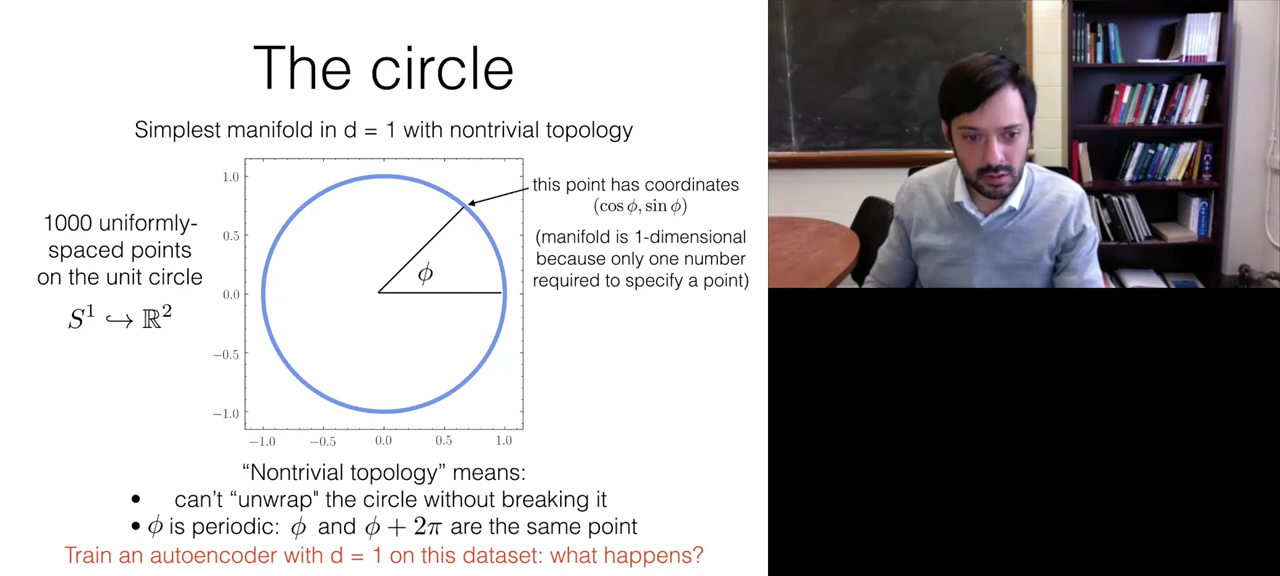 The circle
Simplest manifold in d = 1 with nontrivial topology
1000 uniformly-
spaced points
on the unit circle
S¹ ↪ ℝ²
1.0
0.5
0.0
−0.5
−1.0
−1.0
−0.5
0.0
0.5
1.0
ϕ
this point has coordinates
(cos ϕ, sin ϕ)
(manifold is 1-dimensional
because only one number
required to specify a point)
“Nontrivial topology” means:
• can’t “unwrap" the circle without breaking it
• ϕ is periodic: ϕ and ϕ + 2π are the same point
Train an autoencoder with d = 1 on this dataset: what happens?
C++